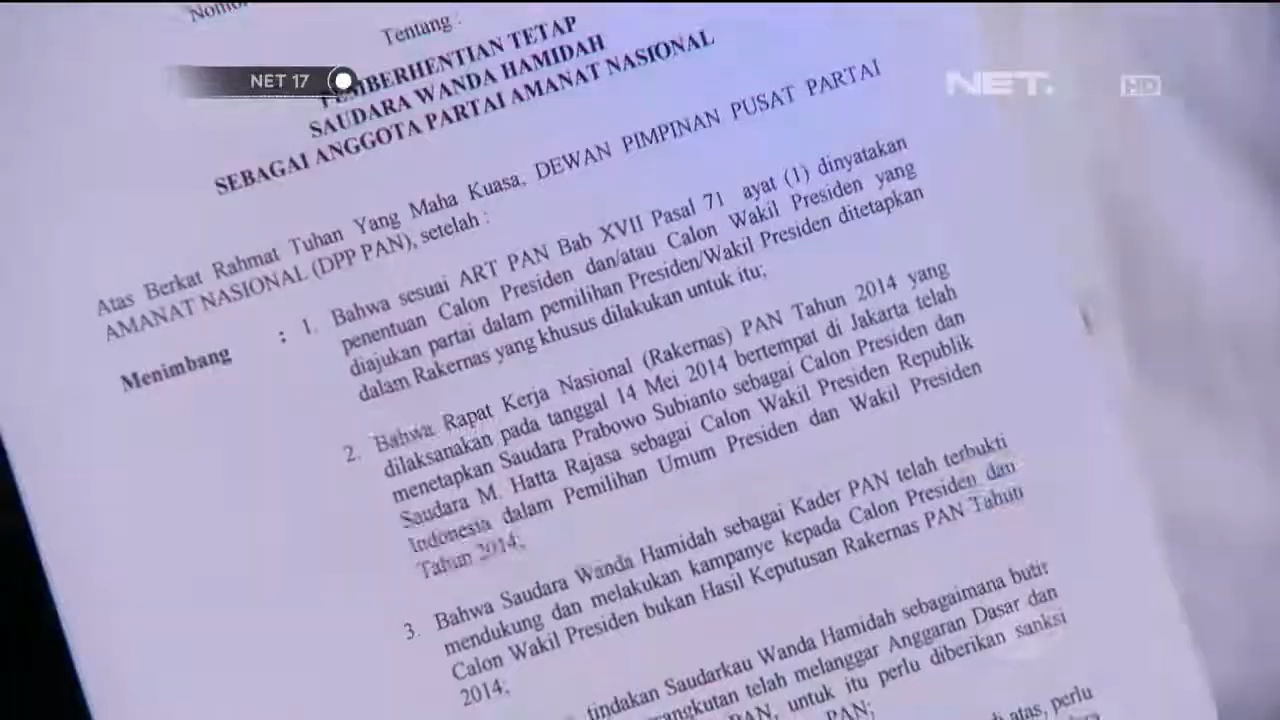 Nomor
Tentang :
PEMBERHENTIAN TETAP
SAUDARA WANDA HAMIDAH
SEBAGAI ANGGOTA PARTAI AMANAT NASIONAL
NET 17
NET.
HD
Atas Berkat Rahmat Tuhan Yang Maha Kuasa, DEWAN PIMPINAN PUSAT PARTAI
AMANAT NASIONAL (DPP PAN), setelah :
Menimbang : 1. Bahwa sesuai ART PAN Bab XVII Pasal 71 ayat (1) dinyatakan
penentuan Calon Presiden dan/atau Calon Wakil Presiden yang
diajukan partai dalam pemilihan Presiden/Wakil Presiden ditetapkan
dalam Rakernas yang khusus dilakukan untuk itu;
2. Bahwa Rapat Kerja Nasional (Rakernas) PAN Tahun 2014 yang
dilaksanakan pada tanggal 14 Mei 2014 bertempat di Jakarta telah
menetapkan Saudara Prabowo Subianto sebagai Calon Presiden dan
Saudara M. Hatta Rajasa sebagai Calon Wakil Presiden Republik
Indonesia dalam Pemilihan Umum Presiden dan Wakil Presiden
Tahun 2014;
3. Bahwa Saudara Wanda Hamidah sebagai Kader PAN telah terbukti
mendukung dan melakukan kampanye kepada Calon Presiden dan
Calon Wakil Presiden bukan Hasil Keputusan Rakernas PAN Tahun
2014;
tindakan Saudarkau Wanda Hamidah sebagaimana butir
rangkutan telah melanggar Anggaran Dasar dan
PAN, untuk itu perlu diberikan sanksi
PAN;
di atas, perlu